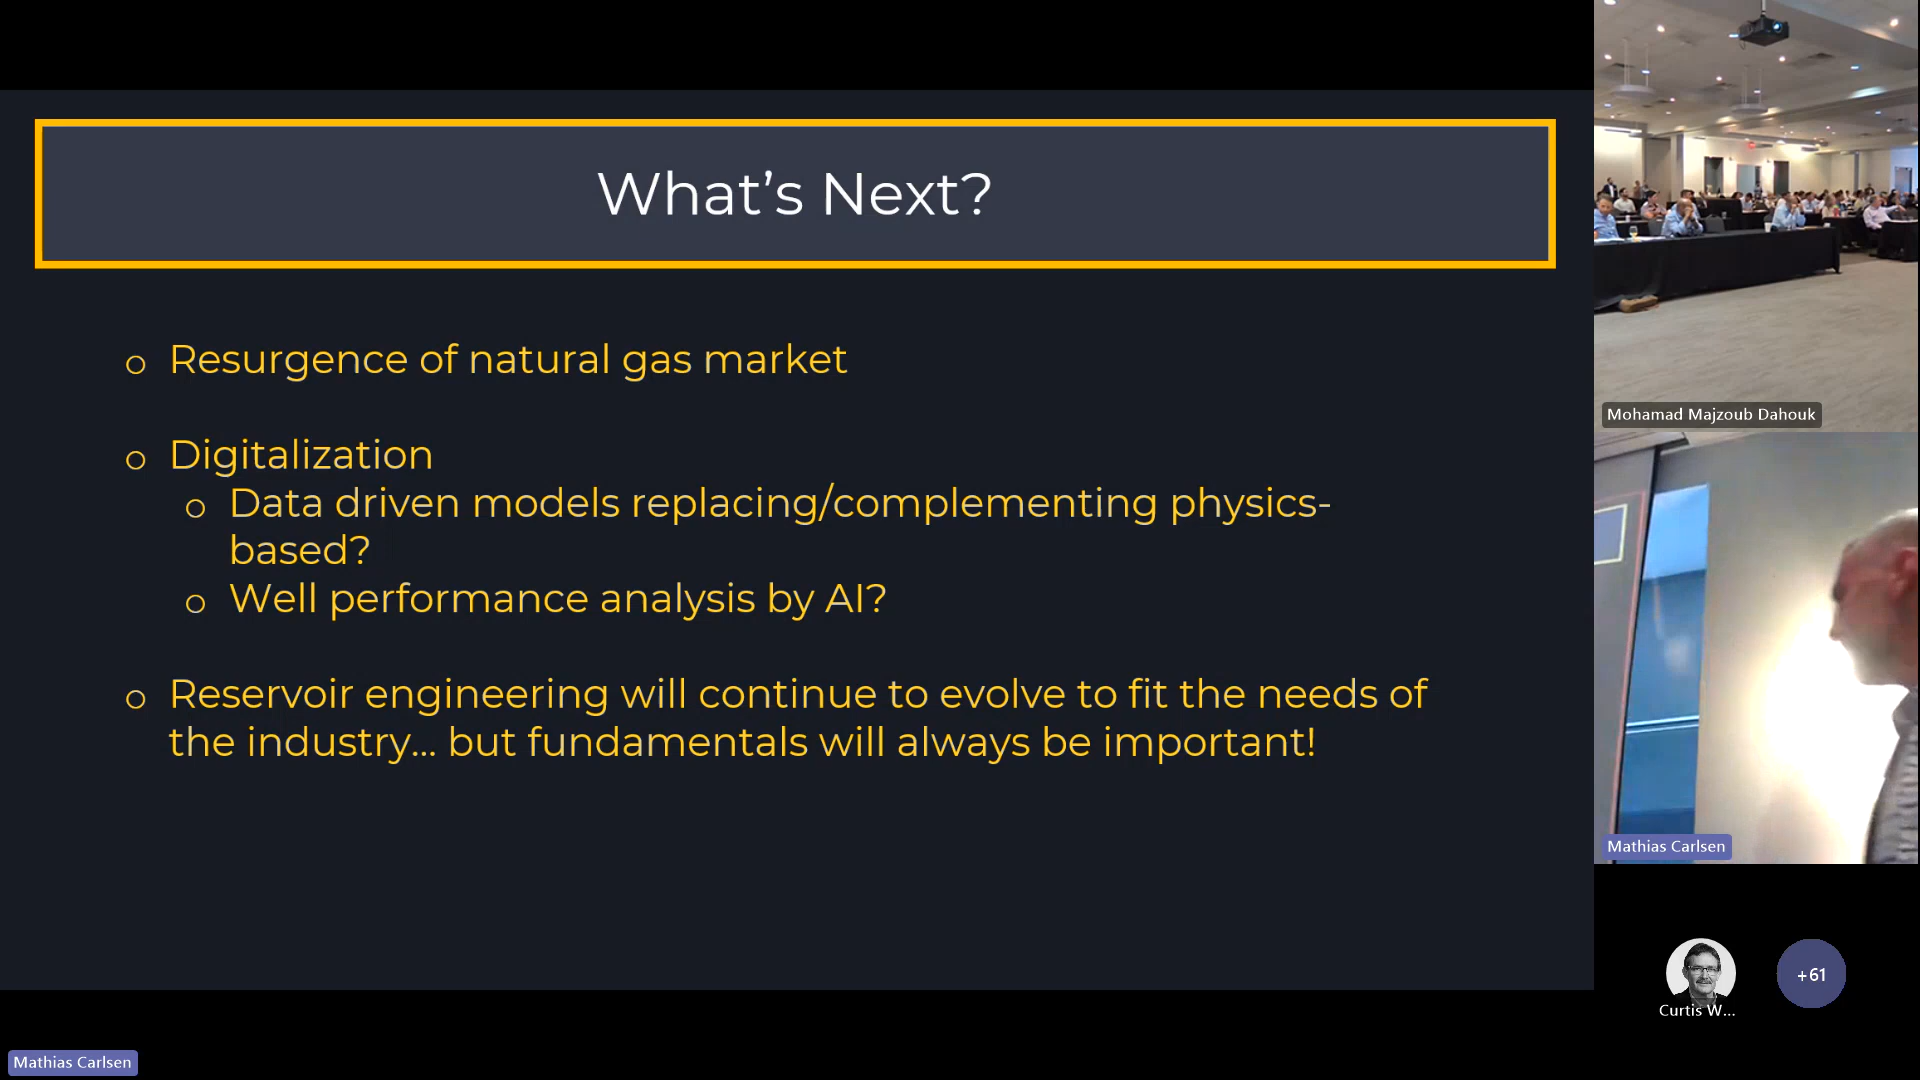 What’s Next?
o Resurgence of natural gas market
o Digitalization
o Data driven models replacing/complementing physics-
based?
o Well performance analysis by AI?
o Reservoir engineering will continue to evolve to fit the needs of
the industry... but fundamentals will always be important!
Mohamad Majzoub Dahouk
Mathias Carlsen
Curtis W...
+61
Mathias Carlsen